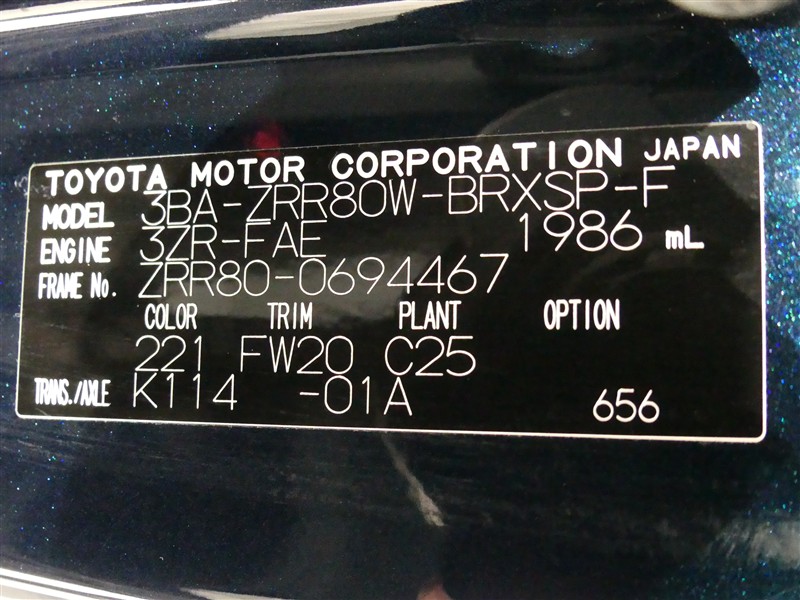 TOYOTA MOTOR CORPORATION JAPAN
MODEL 3BA-ZRR80W-BRXSP-F
ENGINE 3ZR-FAE 1986 mL
FRAME No. ZRR80-0694467
COLOR TRIM PLANT OPTION
221 FW20 C25
TRANS./AXLE K114 -01A 656